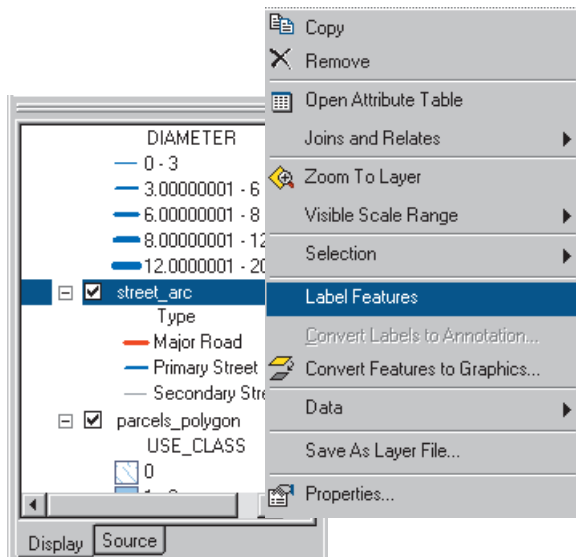 DIAMETER
0 - 3
3.00000001 - 6
6.00000001 - 8
8.00000001 - 12
12.0000001 - 20
street_arc
Type
Major Road
Primary Street
Secondary Stre
parcels_polygon
USE_CLASS
0
Display
Source
Copy
Remove
Open Attribute Table
Joins and Relates
Zoom To Layer
Visible Scale Range
Selection
Label Features
Convert Labels to Annotation...
Convert Features to Graphics...
Data
Save As Layer File...
Properties...